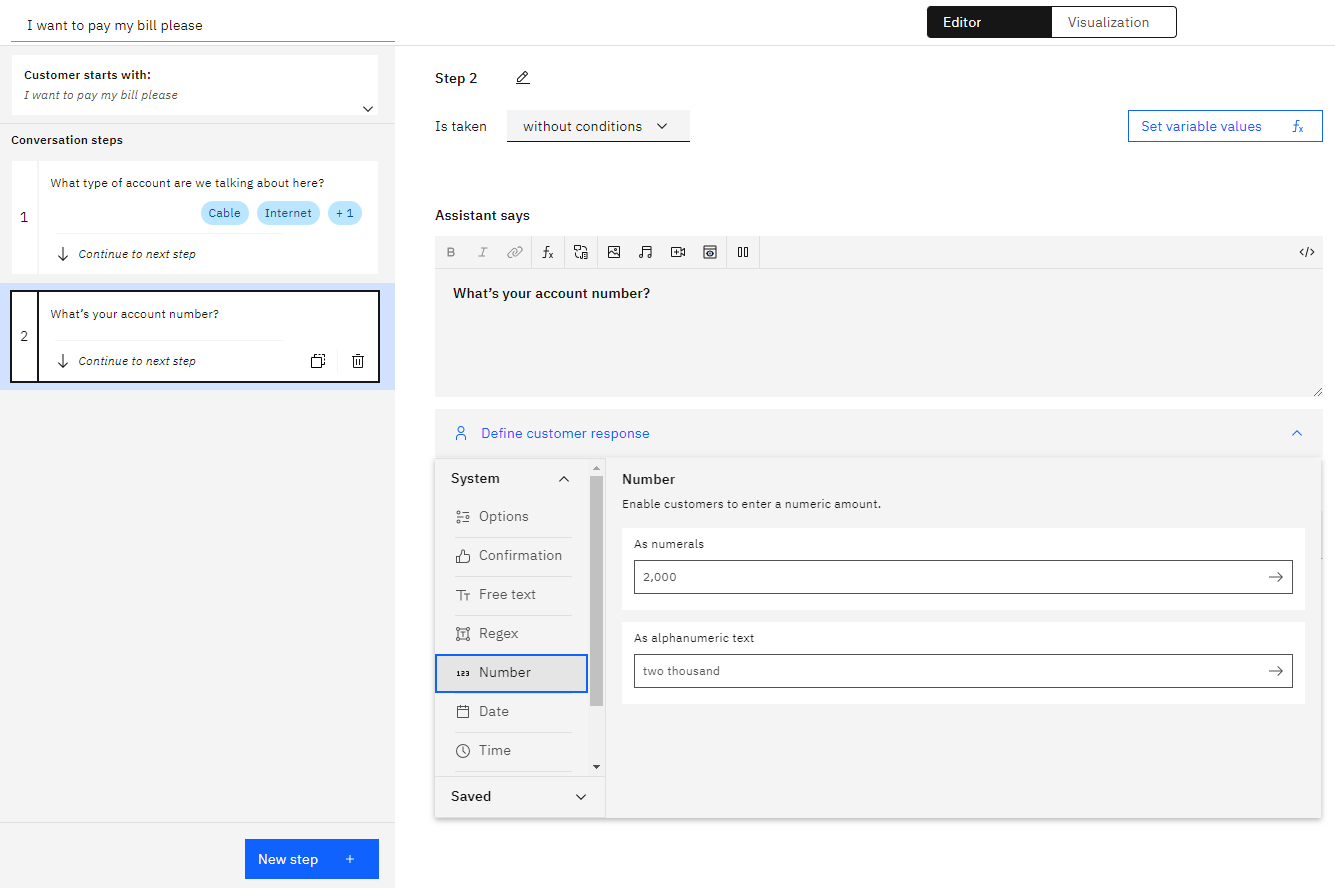 I want to pay my bill please
Editor
Visualization
Customer starts with:
I want to pay my bill please
Conversation steps
1
What type of account are we talking about here?
Cable
Internet
+ 1
Continue to next step
2
What's your account number?
Continue to next step
New step +
Step 2
Is taken
without conditions
Set variable values
fx
Assistant says
B
I
fx
</>
What's your account number?
Define customer response
System
Options
Confirmation
Tт Free text
T Regex
123 Number
Date
Time
Saved
Number
Enable customers to enter a numeric amount.
As numerals
2,000
As alphanumeric text
two thousand